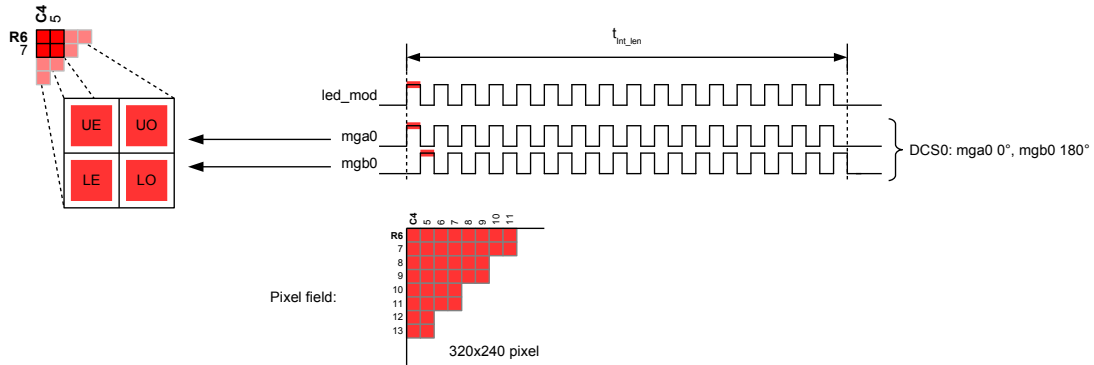 C4 5
R6
7
UE UO
LE LO
tInt_len
led_mod
mga0
mgb0
DCS0: mga0 0°, mgb0 180°
C4 5 6 7 8 9 10 11
R6
7
8
9
10
11
12
13
Pixel field:
320x240 pixel